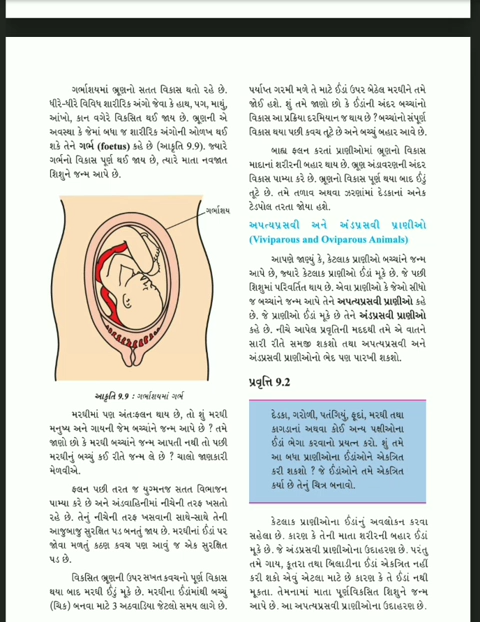 ગર્ભાશયમાં ભ્રૂણનો સતત વિકાસ થતો રહે છે.
ધીરે-ધીરે વિવિધ શારીરિક અંગો જેવા કે હાથ, પગ, માથું,
આંખો, કાન વગેરે વિકસિત થઈ જાય છે. ભ્રૂણની એ
અવસ્થા કે જેમાં બધા જ શારીરિક અંગોની ઓળખ થઈ
શકે તેને ગર્ભ (foetus) કહે છે (આકૃતિ 9.9). જ્યારે
ગર્ભનો વિકાસ પૂર્ણ થઈ જાય છે, ત્યારે માતા નવજાત
શિશુને જન્મ આપે છે.
ગર્ભાશય
આકૃતિ 9.9 : ગર્ભાશયમાં ગર્ભ
મરઘીમાં પણ અંતઃફલન થાય છે, તો શું મરઘી
મનુષ્ય અને ગાયની જેમ બચ્ચાંને જન્મ આપે છે ? તમે
જાણો છો કે મરઘી બચ્ચાંને જન્મ આપતી નથી તો પછી
મરઘીનું બચ્ચું કઈ રીતે જન્મ લે છે ? ચાલો જાણકારી
મેળવીએ.
ફલન પછી તરત જ યુગ્મનજ સતત વિભાજન
પામ્યા કરે છે અને અંડવાહિનીમાં નીચેની તરફ ખસતો
રહે છે. તેનું નીચેની તરફ ખસવાની સાથે-સાથે તેની
આજુબાજુ સુરક્ષિત પડ બનતું જાય છે. મરઘીનાં ઈંડાં પર
જોવા મળતું કઠણ કવચ પણ આવું જ એક સુરક્ષિત
પડ છે.
વિકસિત ભ્રૂણની ઉપર સખત કવચનો પૂર્ણ વિકાસ
થયા બાદ મરઘી ઈંડું મૂકે છે. મરઘીના ઈંડામાંથી બચ્ચું
(ચિક) બનવા માટે 3 અઠવાડિયા જેટલો સમય લાગે છે.
પર્યાપ્ત ગરમી મળે તે માટે ઈંડાં ઉપર બેઠેલ મરઘીને તમે
જોઈ હશે. શું તમે જાણો છો કે ઈંડાની અંદર બચ્ચાંનો
વિકાસ આ પ્રક્રિયા દરમિયાન જ થાય છે ? બચ્ચાંનો સંપૂર્ણ
વિકાસ થયા પછી કવચ તૂટે છે અને બચ્ચું બહાર આવે છે.
બાહ્ય ફલન કરતાં પ્રાણીઓમાં ભ્રૂણનો વિકાસ
માદાનાં શરીરની બહાર થાય છે. ભ્રૂણ અંડાવરણની અંદર
વિકાસ પામ્યા કરે છે. ભ્રૂણનો વિકાસ પૂર્ણ થયા બાદ ઈંડું
તૂટે છે. તમે તળાવ અથવા ઝરણાંમાં દેડકાનાં અનેક
ટેડપોલ તરતા જોયા હશે.
અપત્યપ્રસવી અને અંડપ્રસવી પ્રાણીઓ
(Viviparous and Oviparous Animals)
આપણે જાણ્યું કે, કેટલાક પ્રાણીઓ બચ્ચાંને જન્મ
આપે છે, જ્યારે કેટલાક પ્રાણીઓ ઈંડાં મૂકે છે. જે પછી
શિશુમાં પરિવર્તિત થાય છે. એવા પ્રાણીઓ કે જેઓ સીધો
જ બચ્ચાંને જન્મ આપે તેને અપત્યપ્રસવી પ્રાણીઓ કહે
છે. જે પ્રાણીઓ ઈંડાં મૂકે છે તેને અંડપ્રસવી પ્રાણીઓ
કહે છે. નીચે આપેલ પ્રવૃતિની મદદથી તમે એ વાતને
સારી રીતે સમજી શકશો તથા અપત્યપ્રસવી અને
અંડપ્રસવી પ્રાણીઓનો ભેદ પણ પારખી શકશો.
પ્રવૃત્તિ 9.2
દેડકા, ગરોળી, પતંગિયું, ફૂદાં, મરઘી તથા
કાગડાનાં અથવા કોઈ અન્ય પક્ષીઓના
ઈંડાં ભેગા કરવાનો પ્રયત્ન કરો. શું તમે
આ બધા પ્રાણીઓના ઈંડાંઓને એકત્રિત
કરી શકશો ? જે ઈંડાંઓને તમે એકત્રિત
કર્યા છે તેનું ચિત્ર બનાવો.
કેટલાક પ્રાણીઓના ઈંડાંનું અવલોકન કરવા
સહેલા છે. કારણ કે તેની માતા શરીરની બહાર ઈંડાં
મૂકે છે. જે અંડપ્રસવી પ્રાણીઓના ઉદાહરણ છે. પરંતુ
તમે ગાય, કૂતરા તથા બિલાડીના ઈંડાં એકત્રિત નહીં
કરી શકો એવું એટલા માટે છે કારણ કે તે ઈંડાં નથી
મૂકતા. તેમનામાં માતા પૂર્ણવિકસિત શિશુને જન્મ
આપે છે. આ અપત્યપ્રસવી પ્રાણીઓના ઉદાહરણ છે.